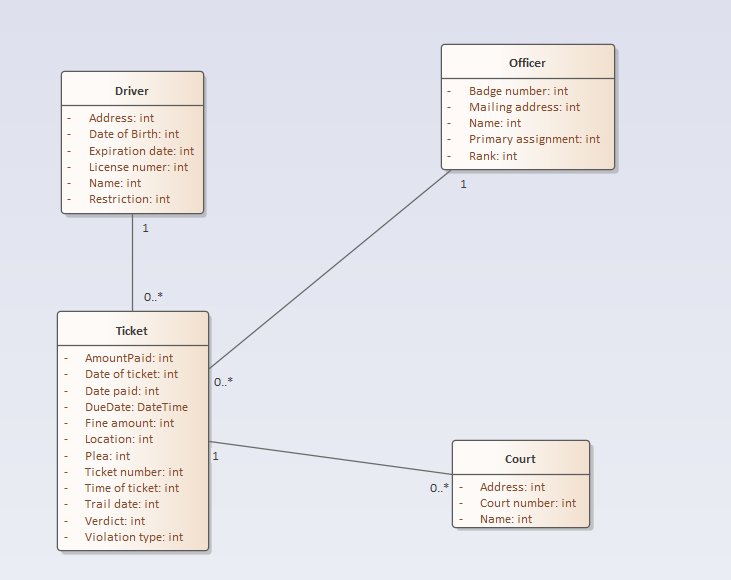 Driver
- Address: int
- Date of Birth: int
- Expiration date: int
- License numer: int
- Name: int
- Restriction: int
1
0..*
Officer
- Badge number: int
- Mailing address: int
- Name: int
- Primary assignment: int
- Rank: int
1
0..*
Ticket
- AmountPaid: int
- Date of ticket: int
- Date paid: int
- DueDate: DateTime
- Fine amount: int
- Location: int
- Plea: int
- Ticket number: int
- Time of ticket: int
- Trail date: int
- Verdict: int
- Violation type: int
1
0..*
Court
- Address: int
- Court number: int
- Name: int